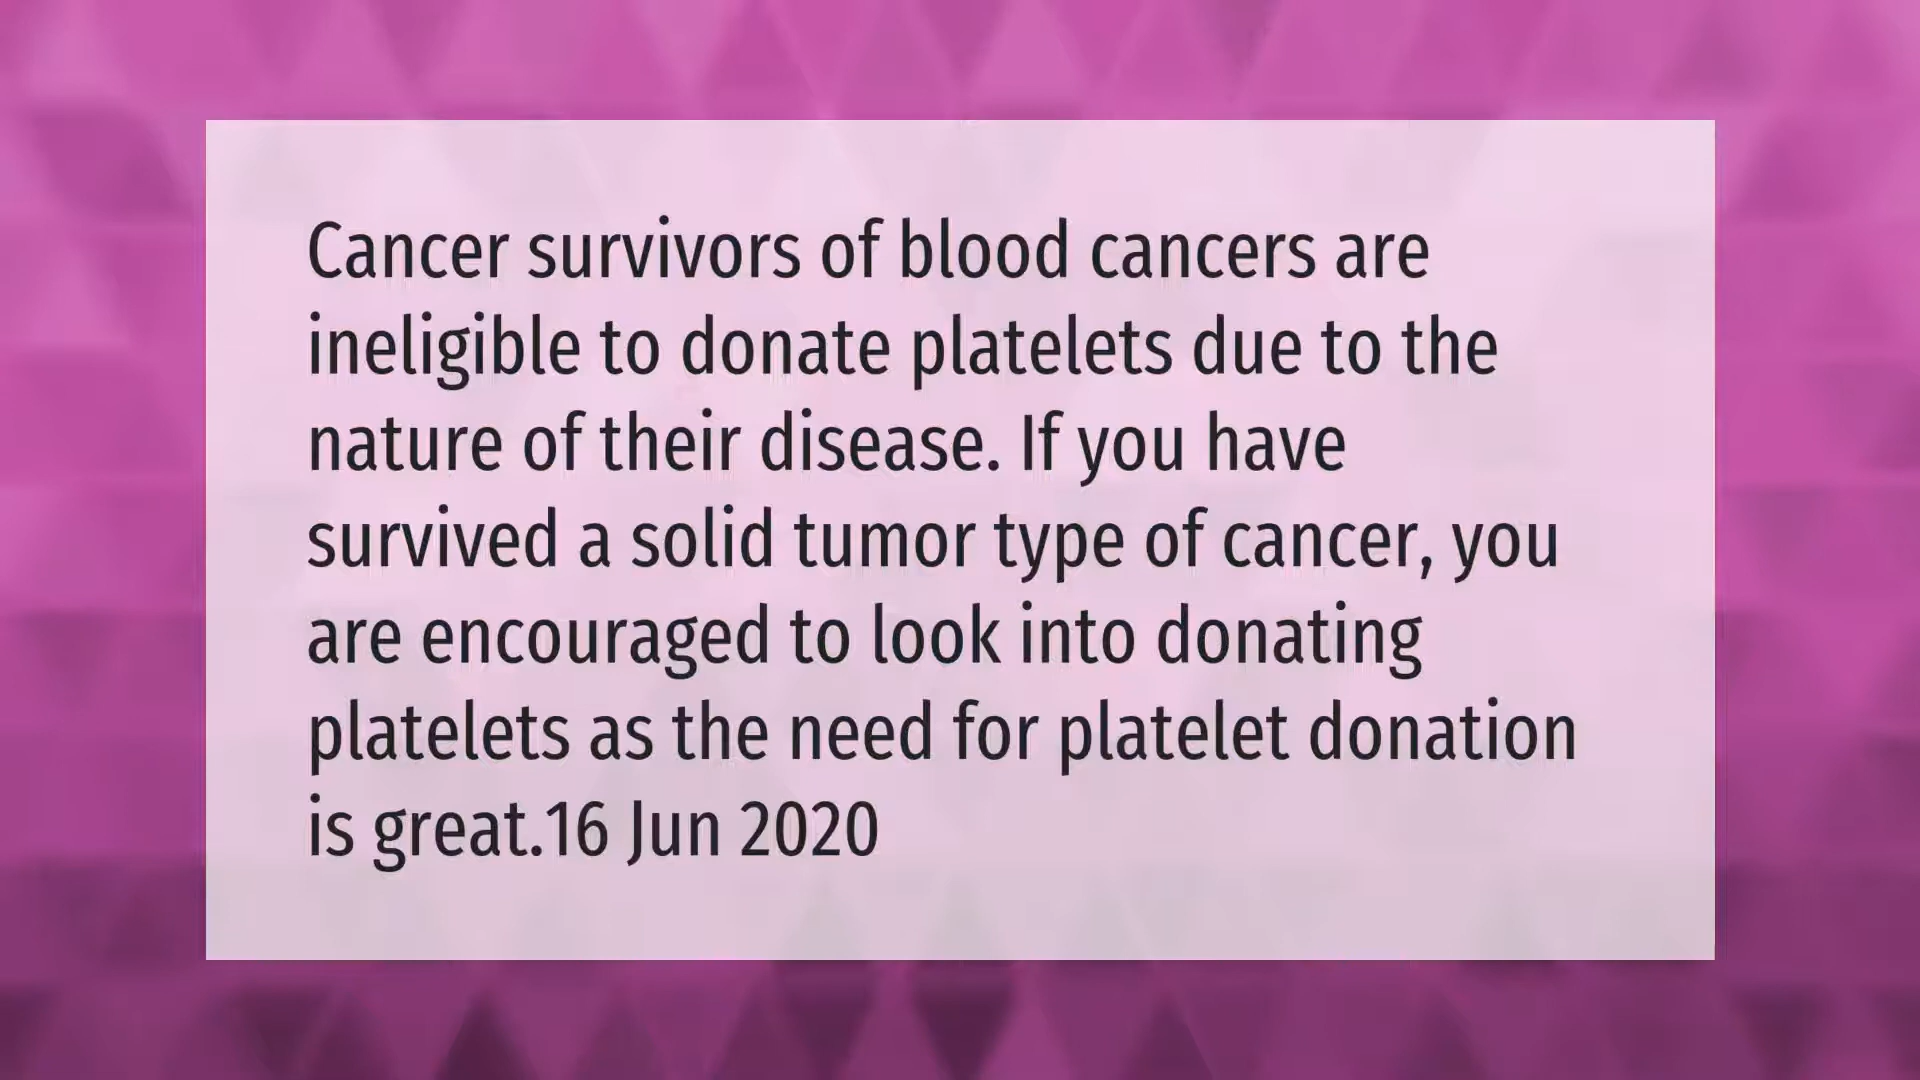 Cancer survivors of blood cancers are
ineligible to donate platelets due to the
nature of their disease. If you have
survived a solid tumor type of cancer, you
are encouraged to look into donating
platelets as the need for platelet donation
is great.16 Jun 2020